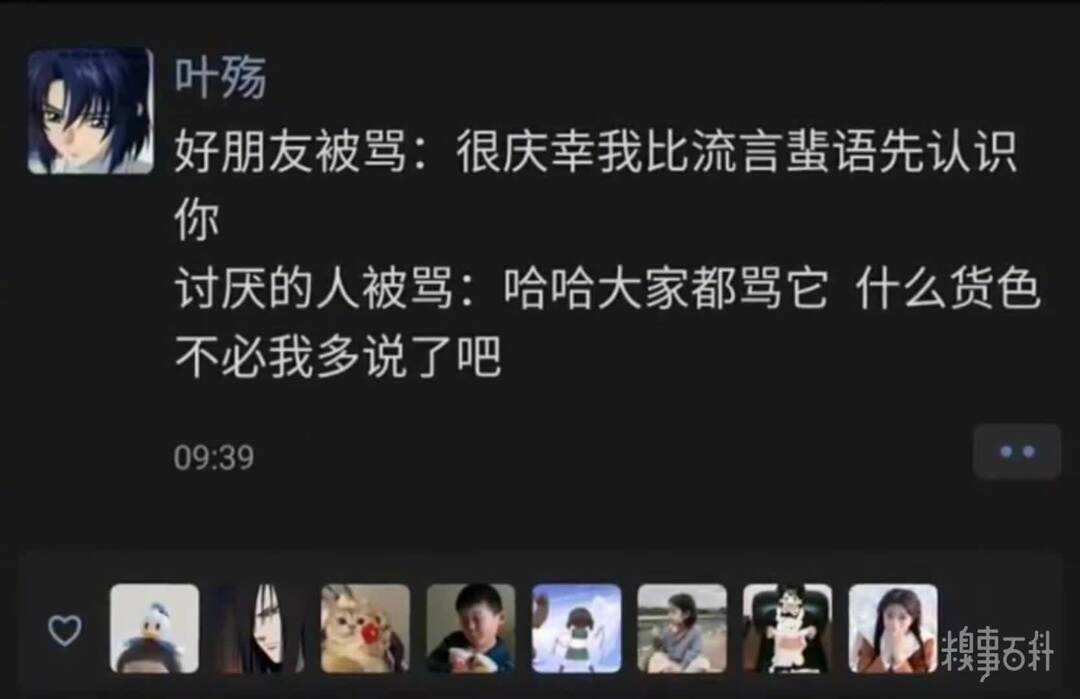 叶殇
好朋友被骂：很庆幸我比流言蜚语先认识
你
讨厌的人被骂：哈哈大家都骂它 什么货色
不必我多说了吧
09:39
糗事百科